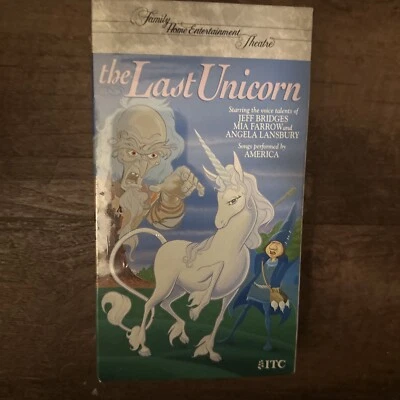 Family
Home Entertainment
Theatre
the Last Unicorn
Starring the voice talents of
JEFF BRIDGES
MIA FARROW and
ANGELA LANSBURY
Songs performed by
AMERICA
ITC